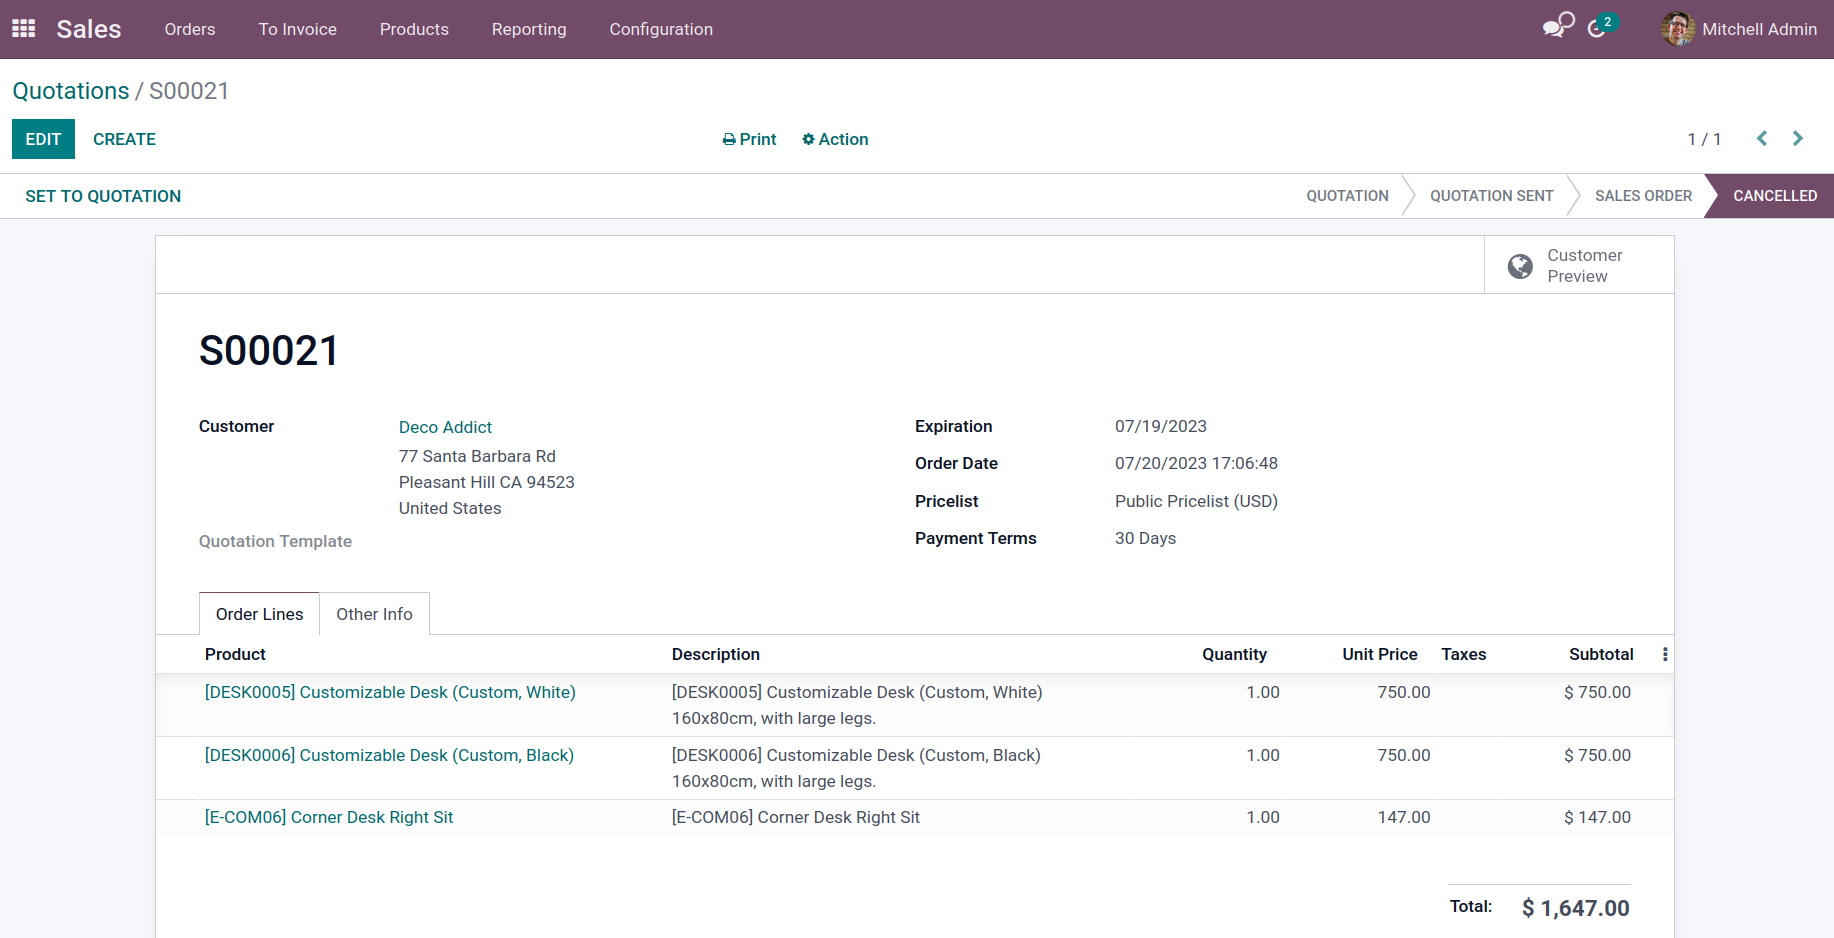 Sales Orders To Invoice Products Reporting Configuration 2 Mitchell Admin
Quotations / S00021
EDIT CREATE Print Action 1 / 1
SET TO QUOTATION QUOTATION QUOTATION SENT SALES ORDER CANCELLED
Customer
Preview
S00021
Customer Deco Addict Expiration 07/19/2023
77 Santa Barbara Rd Order Date 07/20/2023 17:06:48
Pleasant Hill CA 94523
United States Pricelist Public Pricelist (USD)
Quotation Template Payment Terms 30 Days
Order Lines Other Info
Product Description Quantity Unit Price Taxes Subtotal
[DESK0005] Customizable Desk (Custom, White) [DESK0005] Customizable Desk (Custom, White) 1.00 750.00 $ 750.00
160x80cm, with large legs.
[DESK0006] Customizable Desk (Custom, Black) [DESK0006] Customizable Desk (Custom, Black) 1.00 750.00 $ 750.00
160x80cm, with large legs.
[E-COM06] Corner Desk Right Sit [E-COM06] Corner Desk Right Sit 1.00 147.00 $ 147.00
Total: $ 1,647.00